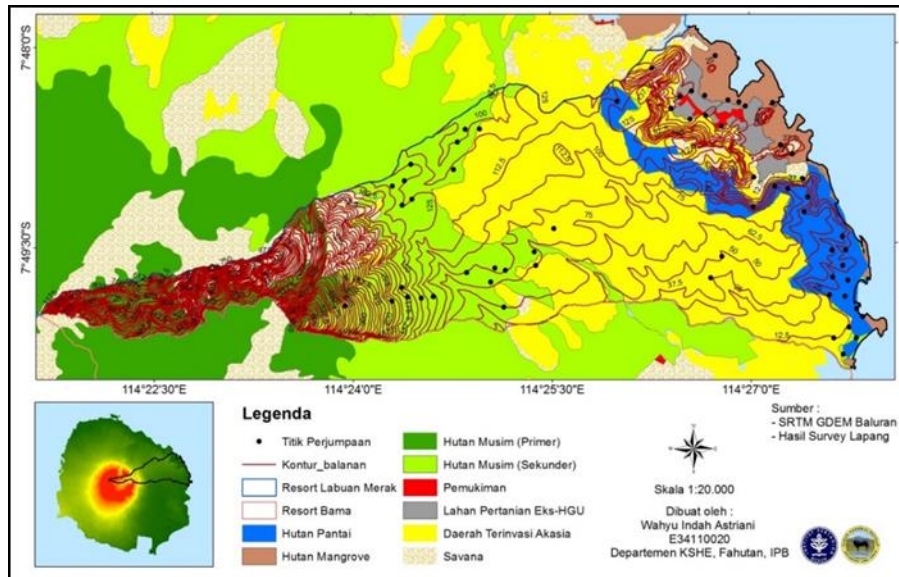 7°48'0"S
7°49'30"S
125
100
112,5
125
100
75
62,5
50
50
37,5
12,5
114°22'30"E
114°24'0"E
114°25'30"E
114°27'0"E
Legenda
Titik Perjumpaan
Kontur_balanan
Resort Labuan Merak
Resort Bama
Hutan Pantai
Hutan Mangrove
Hutan Musim (Primer)
Hutan Musim (Sekunder)
Pemukiman
Lahan Pertanian Eks-HGU
Daerah Terinvasi Akasia
Savana
Sumber :
- SRTM GDEM Baluran
- Hasil Survey Lapang
Skala 1:20.000
Dibuat oleh :
Wahyu Indah Astriani
E34110020
Departemen KSHE, Fahutan, IPB